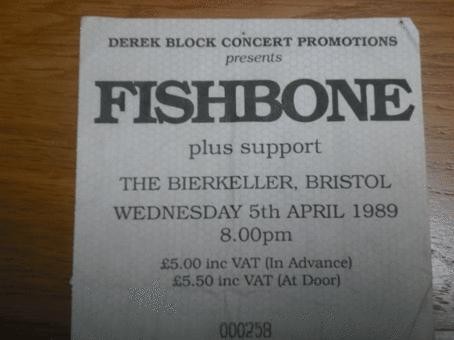 DEREK BLOCK CONCERT PROMOTIONS
presents
FISHBONE
plus support
THE BIERKELLER, BRISTOL
WEDNESDAY 5th APRIL 1989
8.00pm
£5.00 inc VAT (In Advance)
£5.50 inc VAT (At Door)
000258